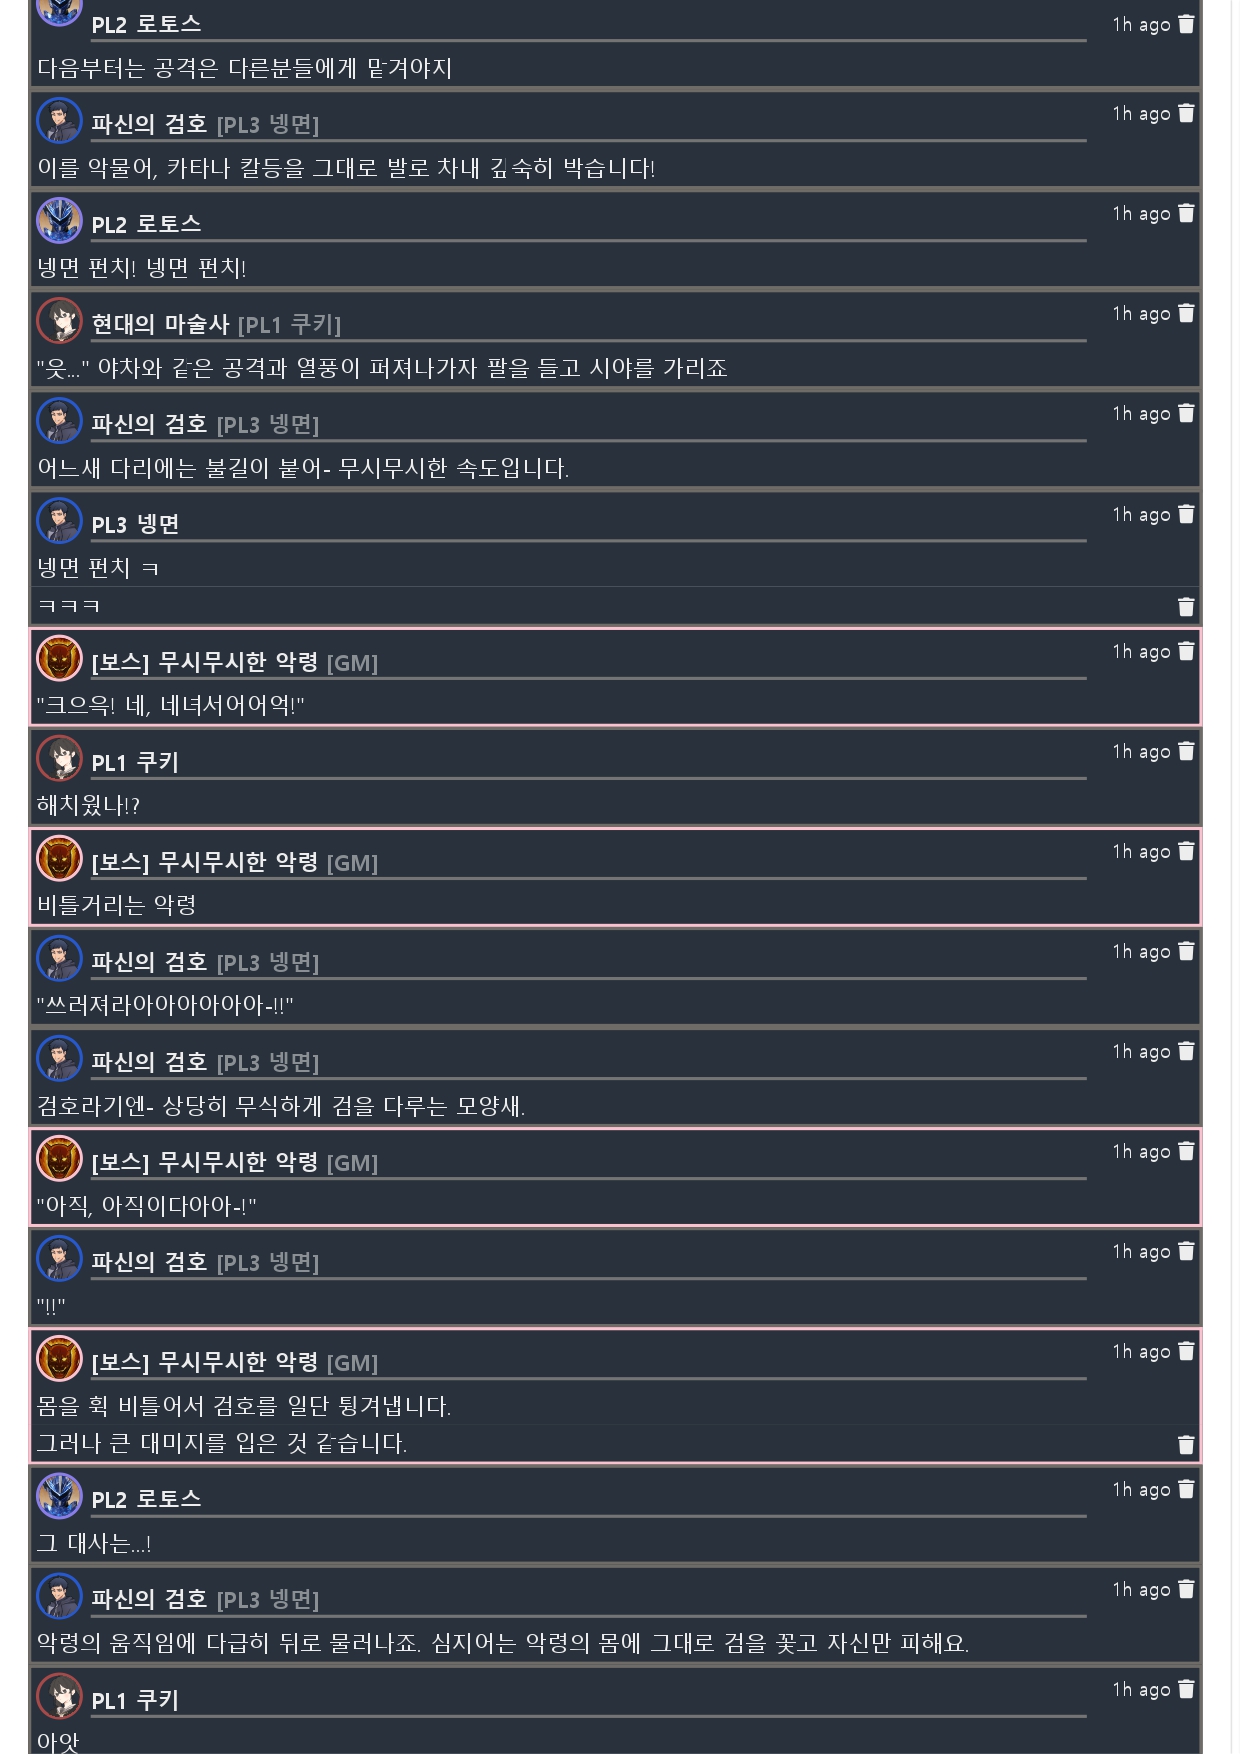 PL2 로토스
1h ago
다음부터는 공격은 다른분들에게 맡겨야지
파신의 검호 [PL3 넹면]
1h ago
이를 악물어, 카타나 칼등을 그대로 발로 차내 깊숙히 박습니다!
PL2 로토스
1h ago
넹면 펀치! 넹면 펀치!
현대의 마술사 [PL1 쿠키]
1h ago
"읏..." 야차와 같은 공격과 열풍이 퍼져나가자 팔을 들고 시야를 가리죠
파신의 검호 [PL3 넹면]
1h ago
어느새 다리에는 불길이 붙어- 무시무시한 속도입니다.
PL3 넹면
1h ago
넹면 펀치 ㅋ
ㅋㅋㅋ
[보스] 무시무시한 악령 [GM]
1h ago
"크으윽! 네, 네녀서어어억!"
PL1 쿠키
1h ago
해치웠나!?
[보스] 무시무시한 악령 [GM]
1h ago
비틀거리는 악령
파신의 검호 [PL3 넹면]
1h ago
"쓰러져라아아아아아아-!!"
파신의 검호 [PL3 넹면]
1h ago
검호라기엔- 상당히 무식하게 검을 다루는 모양새.
[보스] 무시무시한 악령 [GM]
1h ago
"아직, 아직이다아아-!"
파신의 검호 [PL3 넹면]
1h ago
"!!"
[보스] 무시무시한 악령 [GM]
1h ago
몸을 휙 비틀어서 검호를 일단 튕겨냅니다.
그러나 큰 대미지를 입은 것 같습니다.
PL2 로토스
1h ago
그 대사는...!
파신의 검호 [PL3 넹면]
1h ago
악령의 움직임에 다급히 뒤로 물러나죠. 심지어는 악령의 몸에 그대로 검을 꽂고 자신만 피해요.
PL1 쿠키
1h ago
아앗